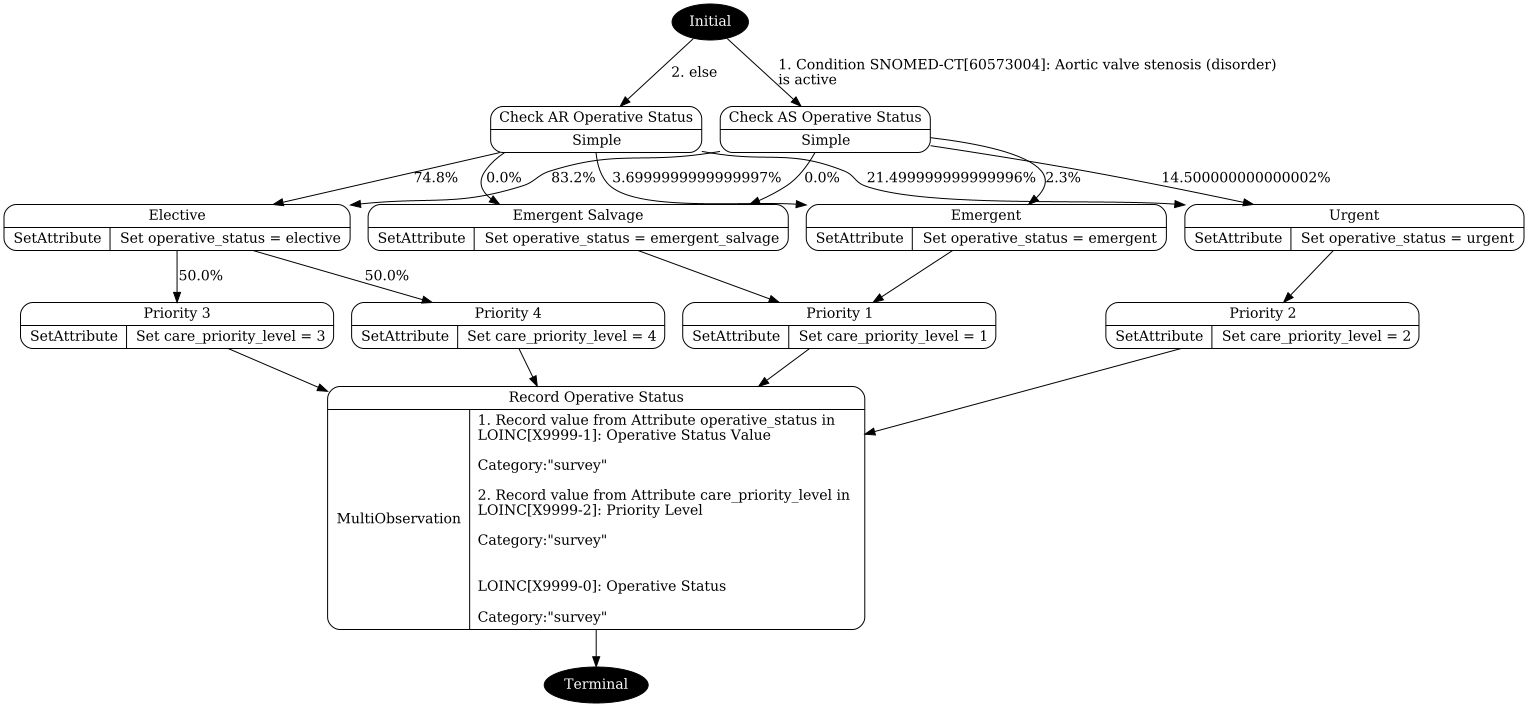 Initial
2. else
1. Condition SNOMED-CT[60573004]: Aortic valve stenosis (disorder)
is active
Check AR Operative Status
Simple
Check AS Operative Status
Simple
74.8%
0.0%
83.2%
3.6999999999999997%
0.0%
21.499999999999996%
2.3%
14.500000000000002%
Elective
SetAttribute
Set operative_status = elective
Emergent Salvage
SetAttribute
Set operative_status = emergent_salvage
Emergent
SetAttribute
Set operative_status = emergent
Urgent
SetAttribute
Set operative_status = urgent
50.0%
50.0%
Priority 3
SetAttribute
Set care_priority_level = 3
Priority 4
SetAttribute
Set care_priority_level = 4
Priority 1
SetAttribute
Set care_priority_level = 1
Priority 2
SetAttribute
Set care_priority_level = 2
Record Operative Status
MultiObservation
1. Record value from Attribute operative_status in
LOINC[X9999-1]: Operative Status Value
Category:"survey"
2. Record value from Attribute care_priority_level in
LOINC[X9999-2]: Priority Level
Category:"survey"
LOINC[X9999-0]: Operative Status
Category:"survey"
Terminal